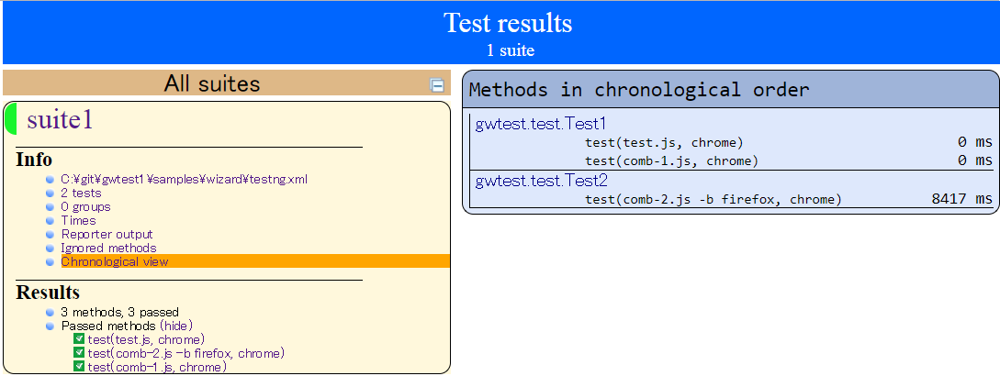 Test results
1 suite
All suites
suite1
Info
C:¥git¥gwtest1¥samples¥wizard¥testng.xml
2 tests
0 groups
Times
Reporter output
Ignored methods
Chronological view
Results
3 methods, 3 passed
Passed methods (hide)
test(test.js, chrome)
test(comb-2.js -b firefox, chrome)
test(comb-1.js, chrome)
Methods in chronological order
gwtest.test.Test1
test(test.js, chrome) 0 ms
test(comb-1.js, chrome) 0 ms
gwtest.test.Test2
test(comb-2.js -b firefox, chrome) 8417 ms